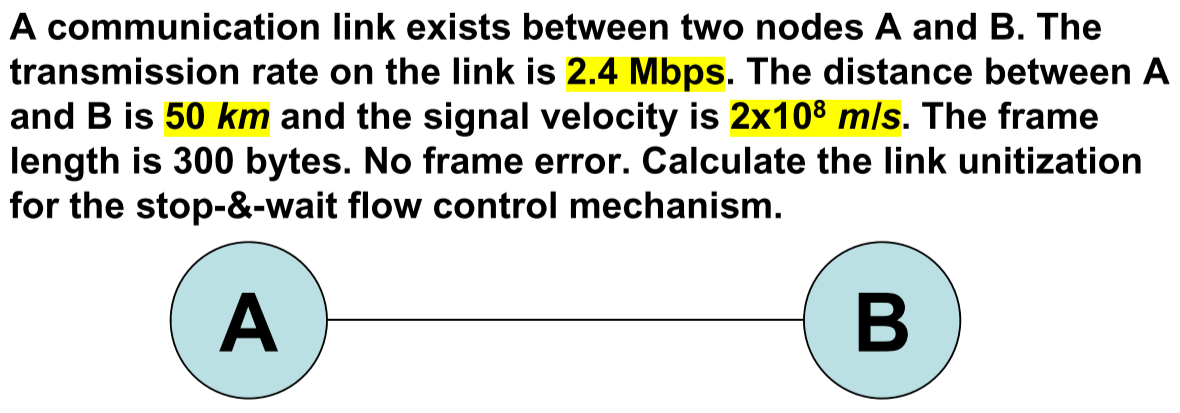 A communication link exists between two nodes A and B. The
transmission rate on the link is 2.4 Mbps. The distance between A
and B is 50 km and the signal velocity is 2x10⁸ m/s. The frame
length is 300 bytes. No frame error. Calculate the link unitization
for the stop-&-wait flow control mechanism.
A
B